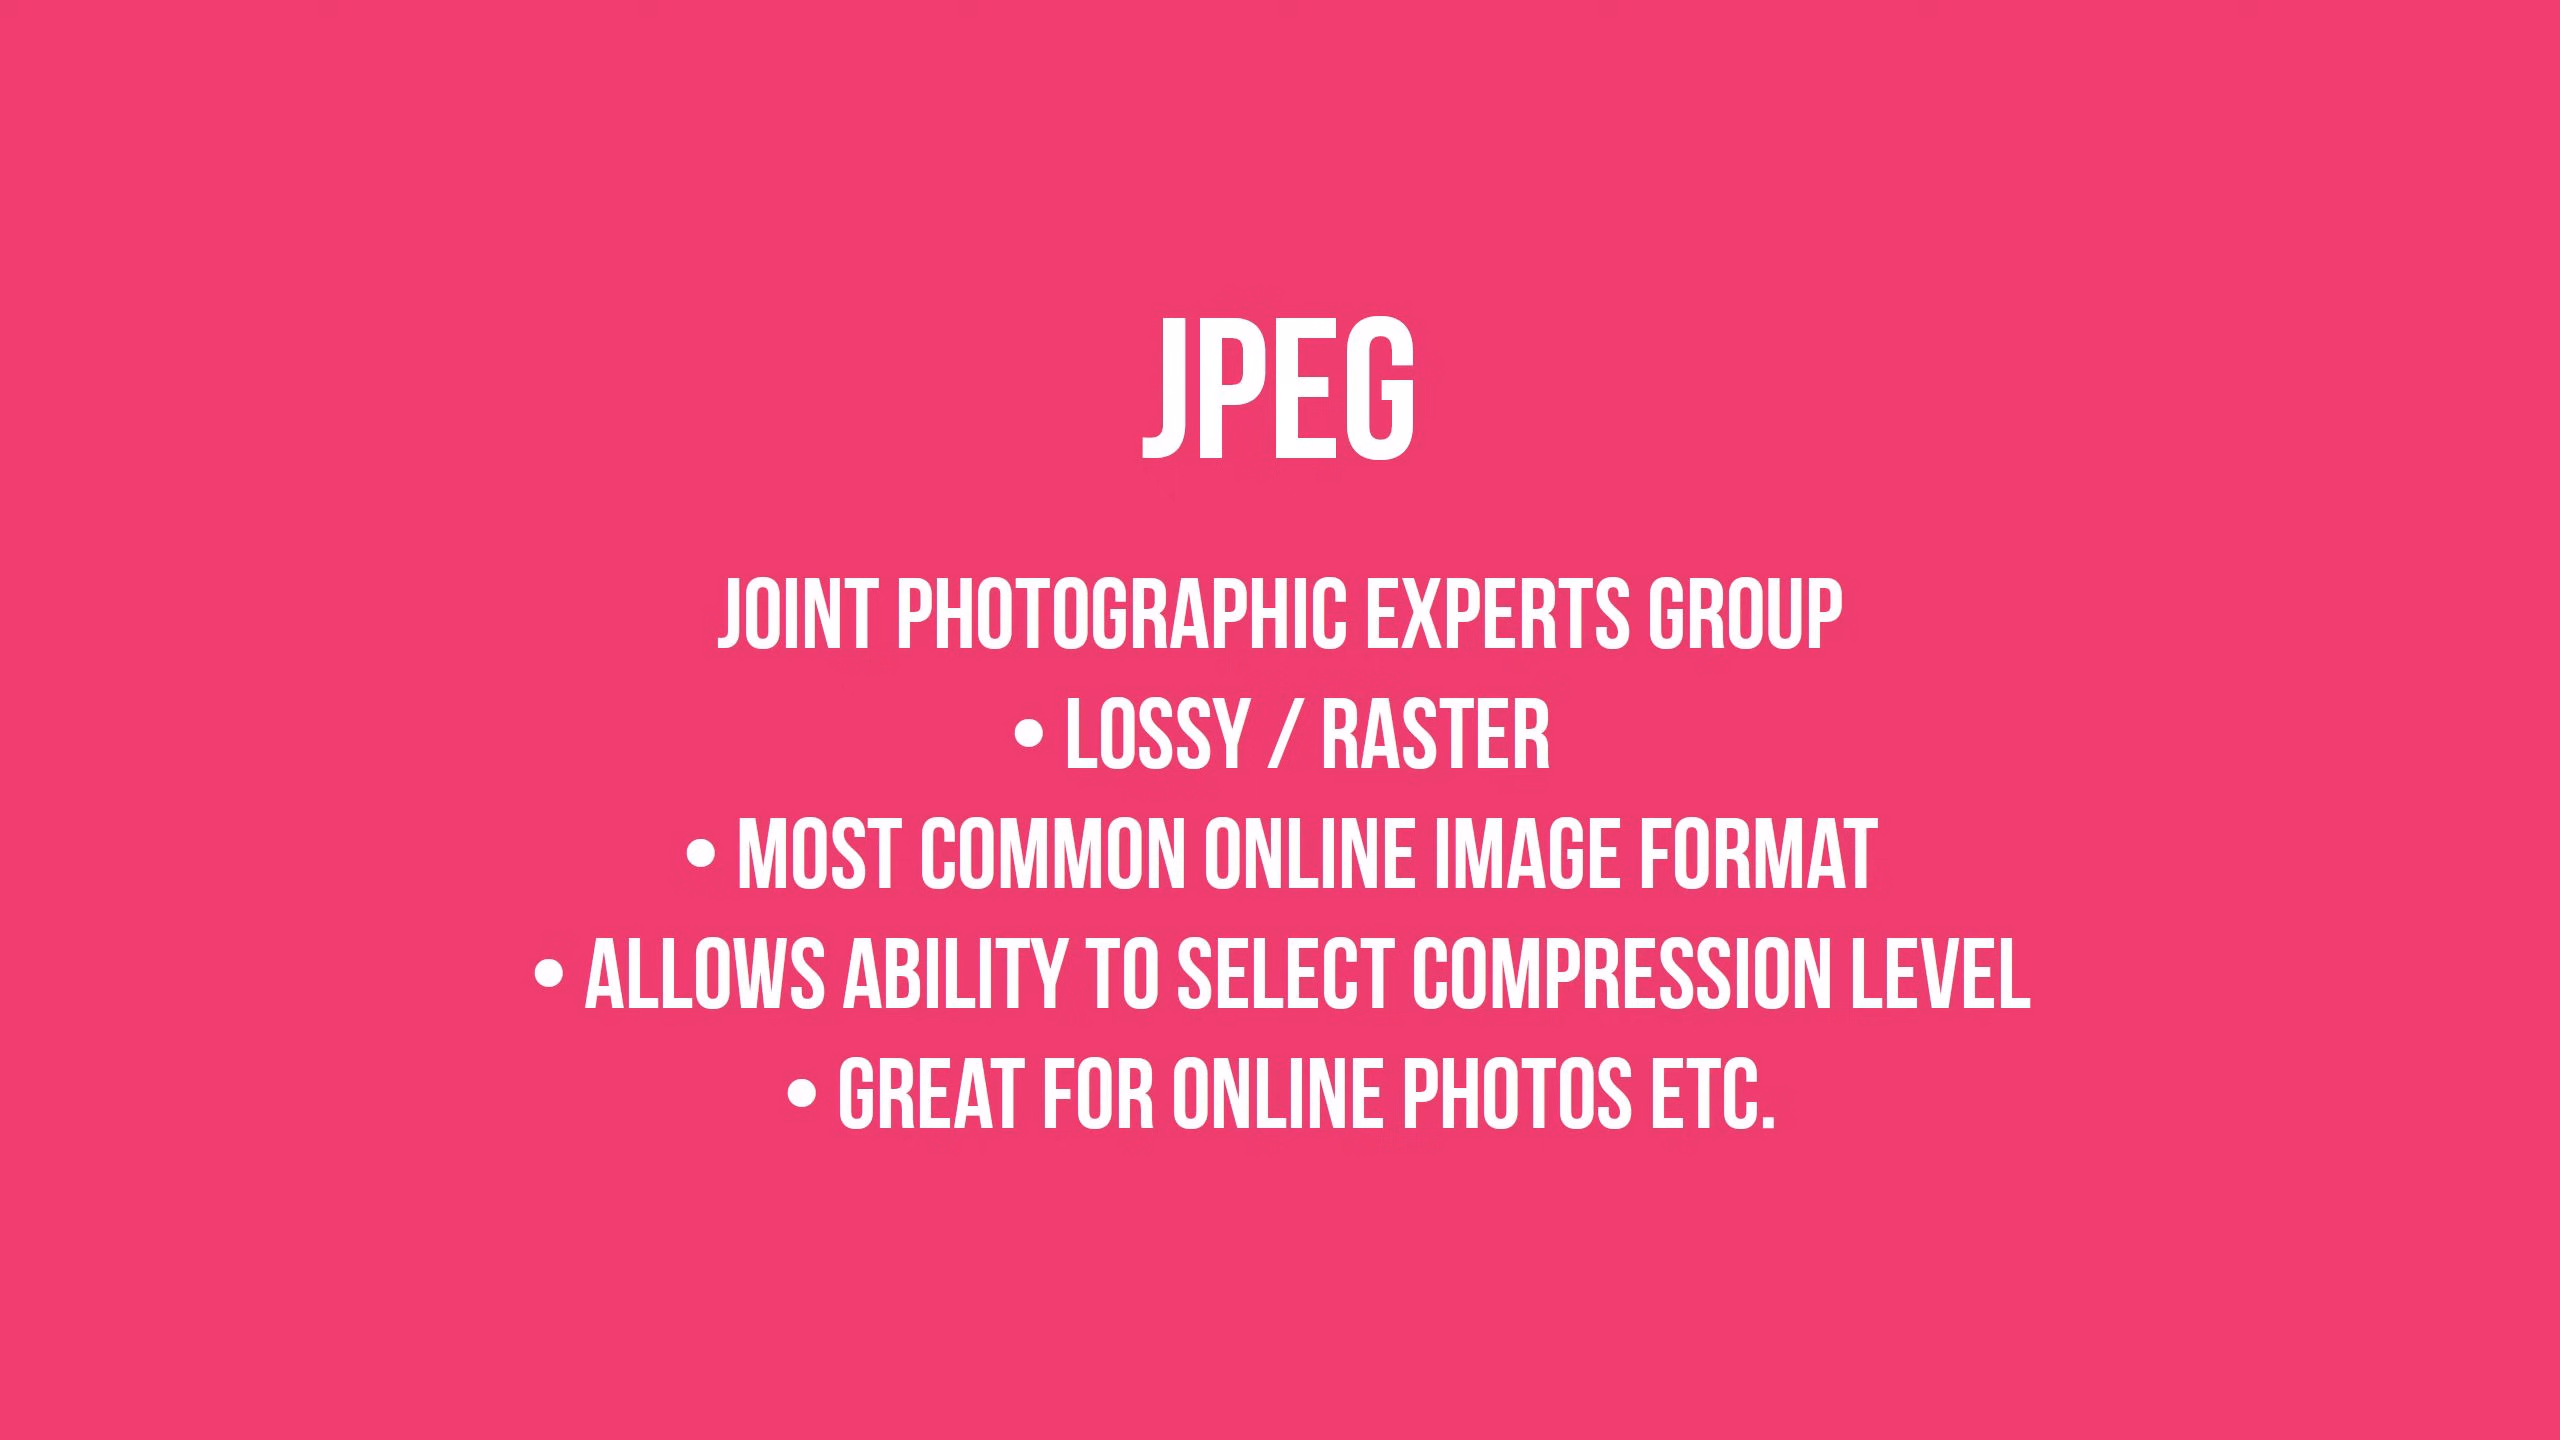 JPEG
JOINT PHOTOGRAPHIC EXPERTS GROUP
• LOSSY / RASTER
• MOST COMMON ONLINE IMAGE FORMAT
• ALLOWS ABILITY TO SELECT COMPRESSION LEVEL
• GREAT FOR ONLINE PHOTOS ETC.